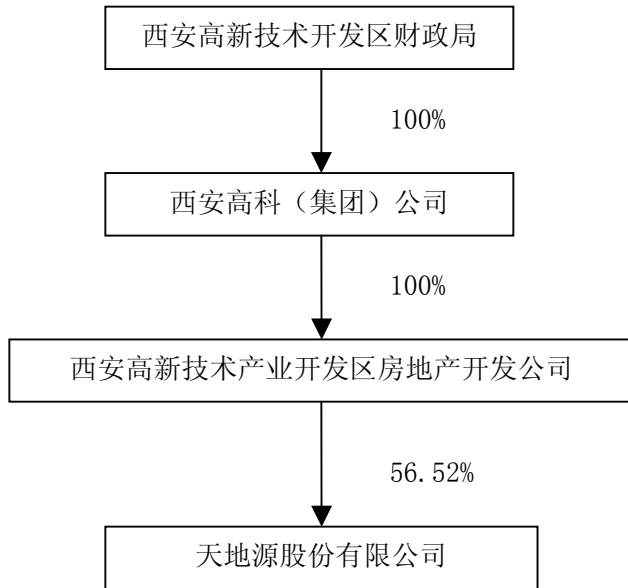 西安高新技术开发区财政局
100%
西安高科（集团）公司
100%
西安高新技术产业开发区房地产开发公司
56.52%
天地源股份有限公司